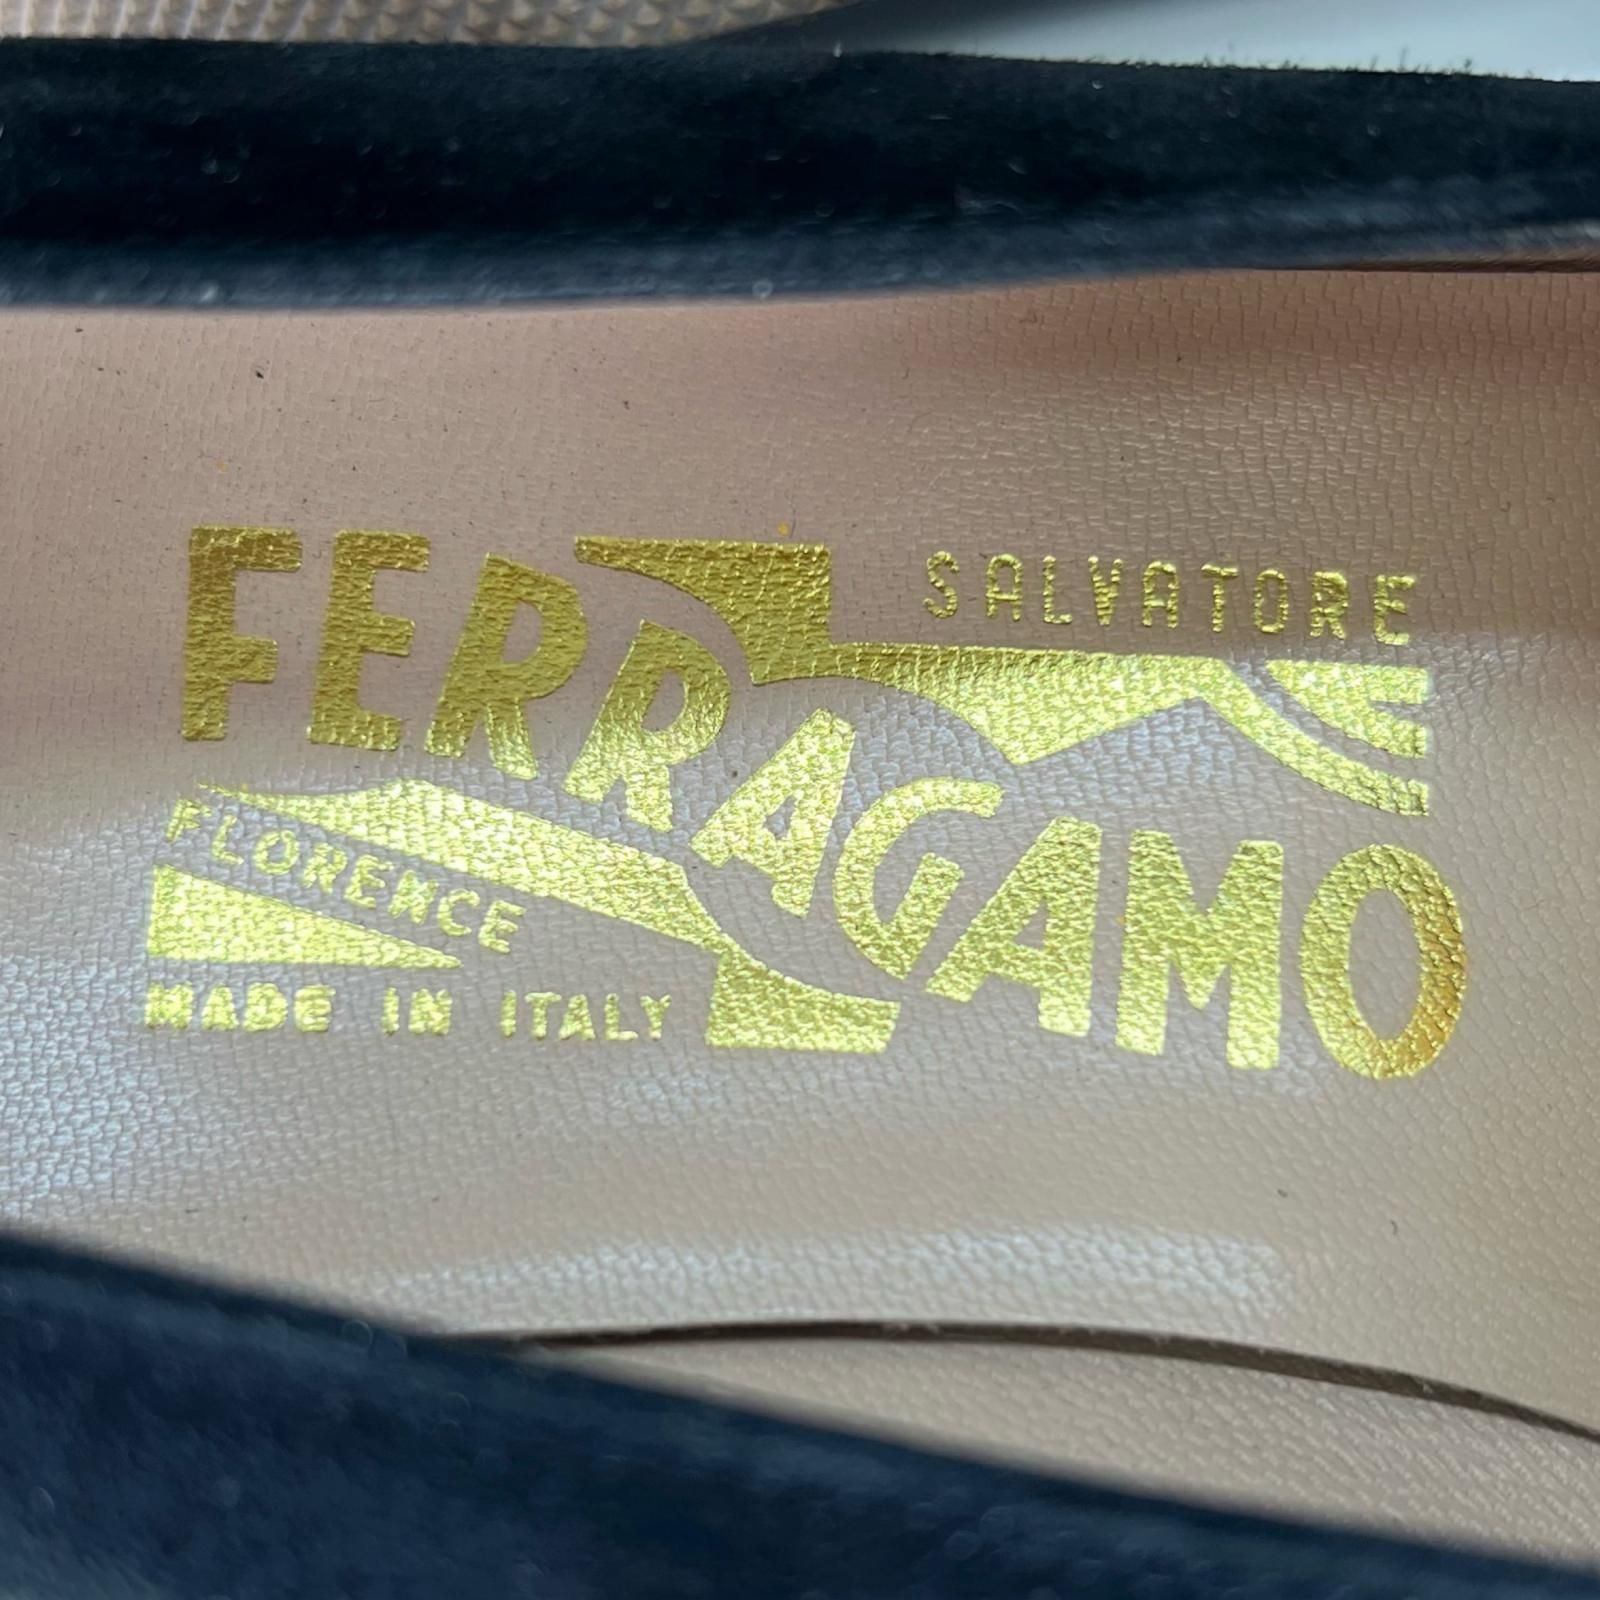 SALVATORE
FERRAGAMO
FLORENCE
MADE IN ITALY